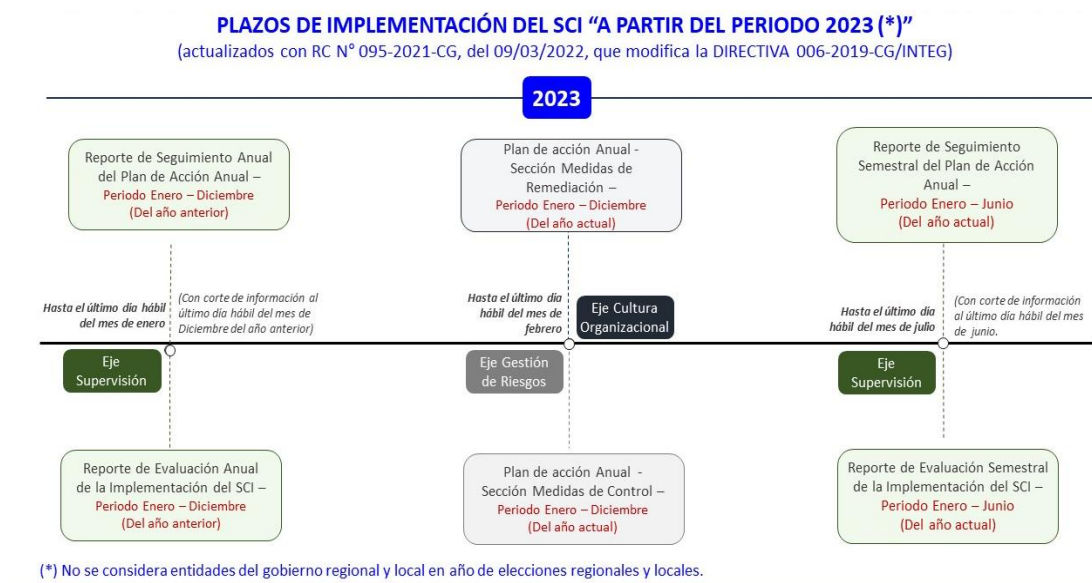 PLAZOS DE IMPLEMENTACIÓN DEL SCI “A PARTIR DEL PERIODO 2023 (*)”
(actualizados con RC N° 095-2021-CG, del 09/03/2022, que modifica la DIRECTIVA 006-2019-CG/INTEG)
2023
Reporte de Seguimiento Anual
del Plan de Acción Anual –
Periodo Enero – Diciembre
(Del año anterior)
Plan de acción Anual -
Sección Medidas de
Remediación –
Periodo Enero – Diciembre
(Del año actual)
Reporte de Seguimiento
Semestral del Plan de Acción
Anual –
Periodo Enero – Junio
(Del año actual)
Hasta el último día hábil
del mes de enero
(Con corte de información al
último día hábil del mes de
Diciembre del año anterior)
Hasta el último día
hábil del mes de
febrero
Eje Cultura
Organizacional
Hasta el último día
hábil del mes de julio
(Con corte de información
al último día hábil del mes
de junio.
Eje
Supervisión
Eje Gestión
de Riesgos
Eje
Supervisión
Reporte de Evaluación Anual
de la Implementación del SCI –
Periodo Enero – Diciembre
(Del año anterior)
Plan de acción Anual -
Sección Medidas de Control –
Periodo Enero – Diciembre
(Del año actual)
Reporte de Evaluación Semestral
de la Implementación del SCI –
Periodo Enero – Junio
(Del año actual)
(*) No se considera entidades del gobierno regional y local en año de elecciones regionales y locales.